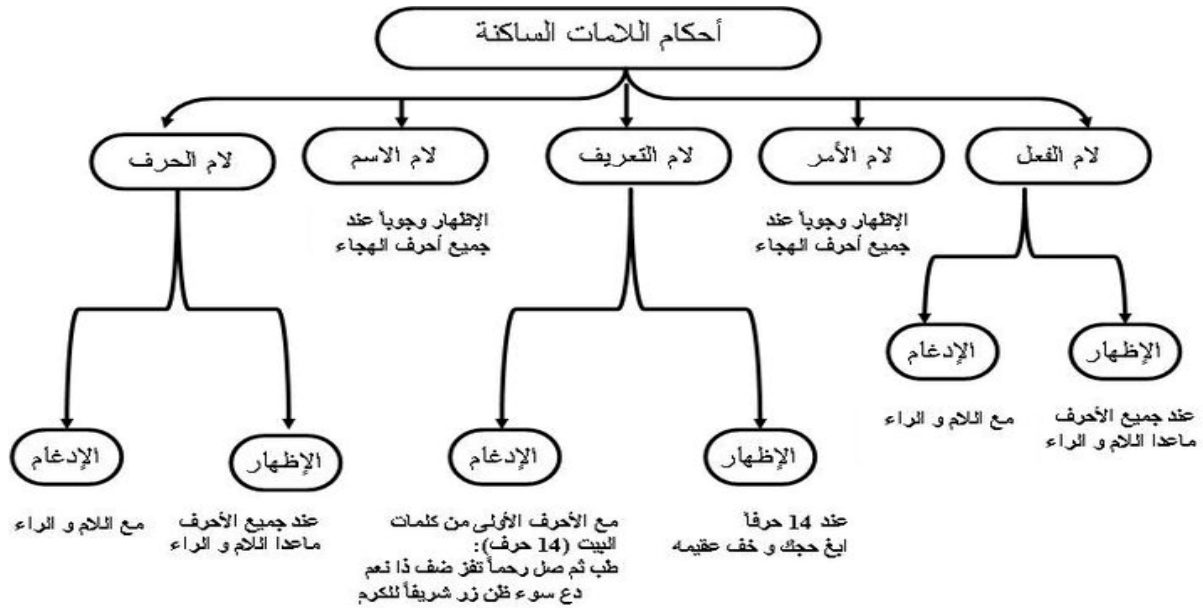 أحكام اللامات الساكنة
لام الفعل
لام الأمر
لام التعريف
لام الاسم
لام الحرف
الإظهار وجوباً عند
جميع أحرف الهجاء
الإظهار وجوباً عند
جميع أحرف الهجاء
الإظهار
الإدغام
عند جميع الأحرف
ماعدا اللام و الراء
مع اللام و الراء
الإظهار
الإدغام
الإظهار
الإدغام
عند 14 حرفاً
ابغ حجك و خف عقيمه
مع الأحرف الأولى من كلمات
البيت (14 حرف):
طب ثم صل رحماً تفز ضف ذا نعم
دع سوء ظن زر شريفاً للكرم
عند جميع الأحرف
ماعدا اللام و الراء
مع اللام و الراء